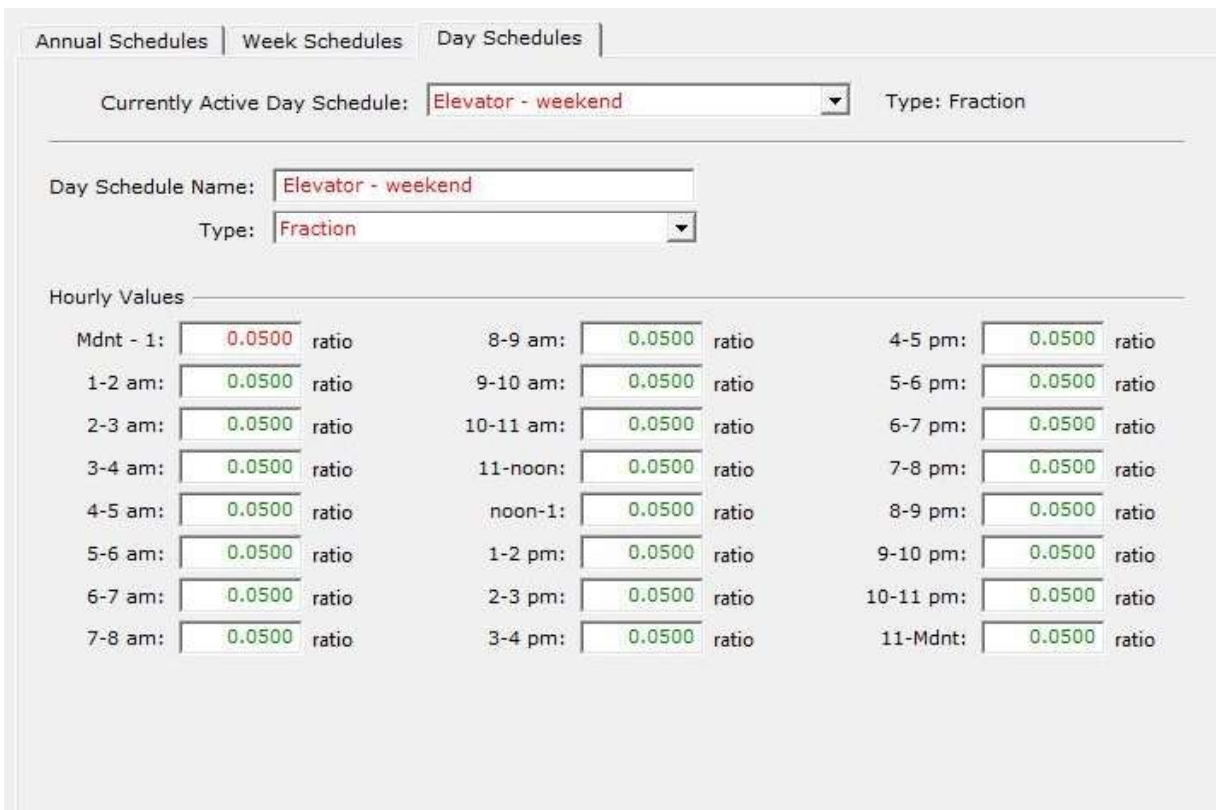 Annual Schedules Week Schedules Day Schedules
Currently Active Day Schedule: Elevator - weekend Type: Fraction
Day Schedule Name: Elevator - weekend
Type: Fraction
Hourly Values
Mdnt - 1: 0.0500 ratio 8-9 am: 0.0500 ratio 4-5 pm: 0.0500 ratio
1-2 am: 0.0500 ratio 9-10 am: 0.0500 ratio 5-6 pm: 0.0500 ratio
2-3 am: 0.0500 ratio 10-11 am: 0.0500 ratio 6-7 pm: 0.0500 ratio
3-4 am: 0.0500 ratio 11-noon: 0.0500 ratio 7-8 pm: 0.0500 ratio
4-5 am: 0.0500 ratio noon-1: 0.0500 ratio 8-9 pm: 0.0500 ratio
5-6 am: 0.0500 ratio 1-2 pm: 0.0500 ratio 9-10 pm: 0.0500 ratio
6-7 am: 0.0500 ratio 2-3 pm: 0.0500 ratio 10-11 pm: 0.0500 ratio
7-8 am: 0.0500 ratio 3-4 pm: 0.0500 ratio 11-Mdnt: 0.0500 ratio